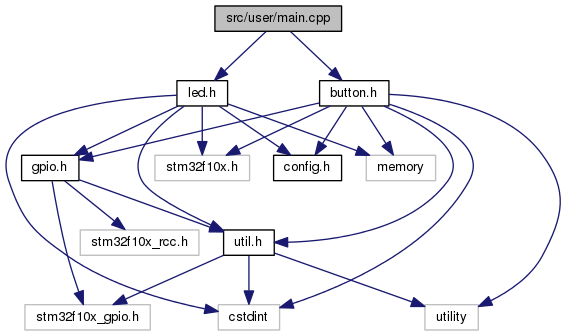 src/user/main.cpp
led.h
button.h
gpio.h
stm32f10x.h
config.h
memory
stm32f10x_rcc.h
util.h
stm32f10x_gpio.h
cstdint
utility